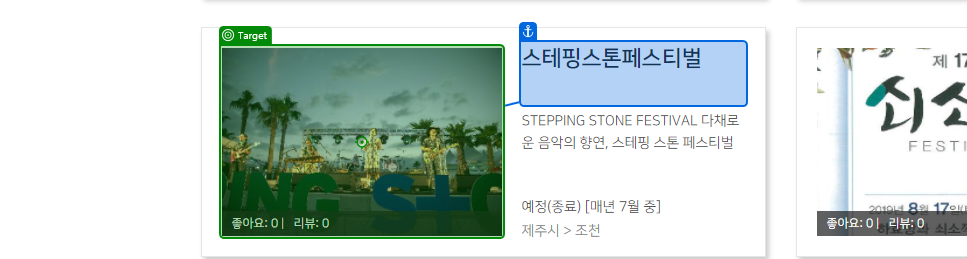 Target
스테핑스톤페스티벌
STEPPING STONE FESTIVAL 다채로
운 음악의 향연, 스테핑 스톤 페스티벌
예정(종료) [매년 7월 중]
제주시 > 조천
좋아요: 0 | 리뷰: 0
제 17
쇠소
FESTI
2019년 8월 17일(
좋아요: 0 | 리뷰: 0